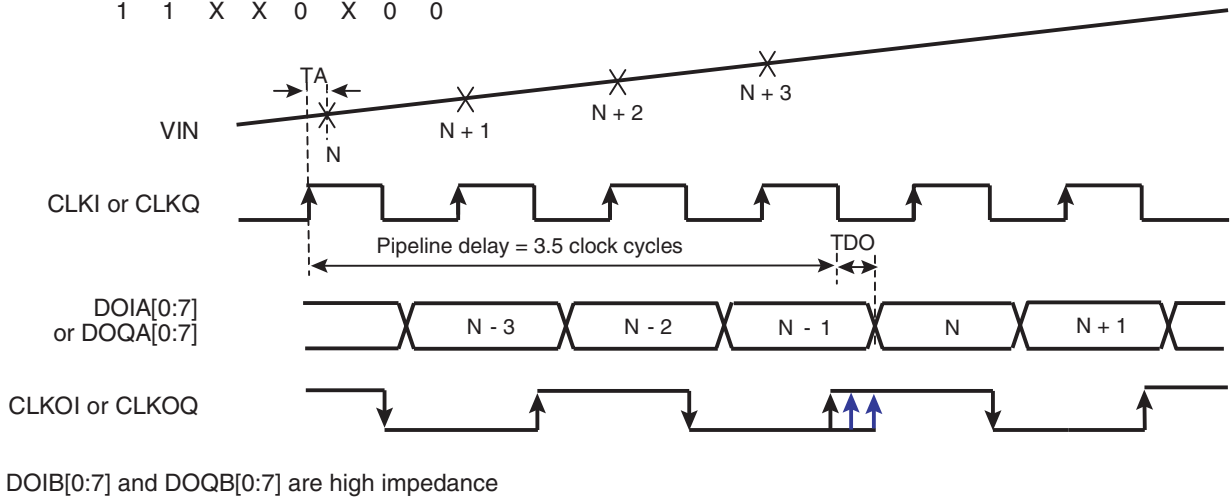 1 1 X X 0 X 0 0
TA
N + 3
N + 2
VIN
N + 1
N
CLKI or CLKQ
Pipeline delay = 3.5 clock cycles
TDO
DOIA[0:7]
or DOQA[0:7]
N - 3
N - 2
N - 1
N
N + 1
CLKOI or CLKOQ
DOIB[0:7] and DOQB[0:7] are high impedance